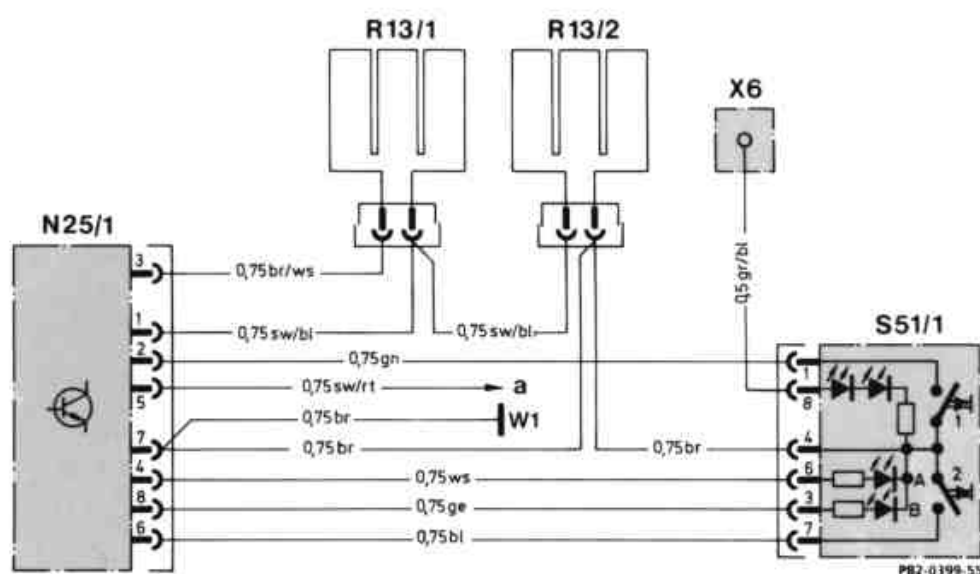 R13/1
R13/2
X6
N25/1
3
0,75 br/ws
0,5 gr/bl
1
0,75 sw/bl
0,75 sw/bl
S51/1
2
0,75 gn
1
5
0,75 sw/rt
a
8
1
0,75 br
W1
7
0,75 br
0,75 br
4
4
0,75 ws
6
A
2
8
0,75 ge
3
B
6
0,75 bl
7